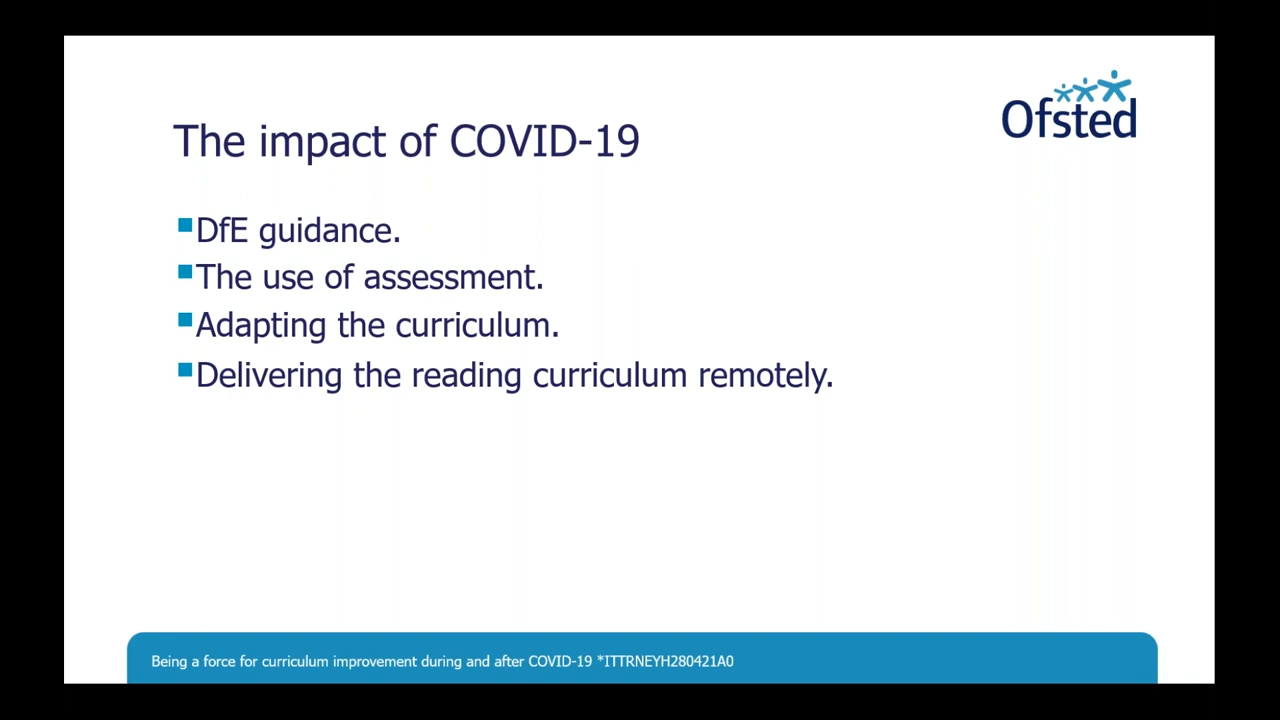 Ofsted
The impact of COVID-19
DfE guidance.
The use of assessment.
Adapting the curriculum.
Delivering the reading curriculum remotely.
Being a force for curriculum improvement during and after COVID-19 *ITTRNEYH280421A0